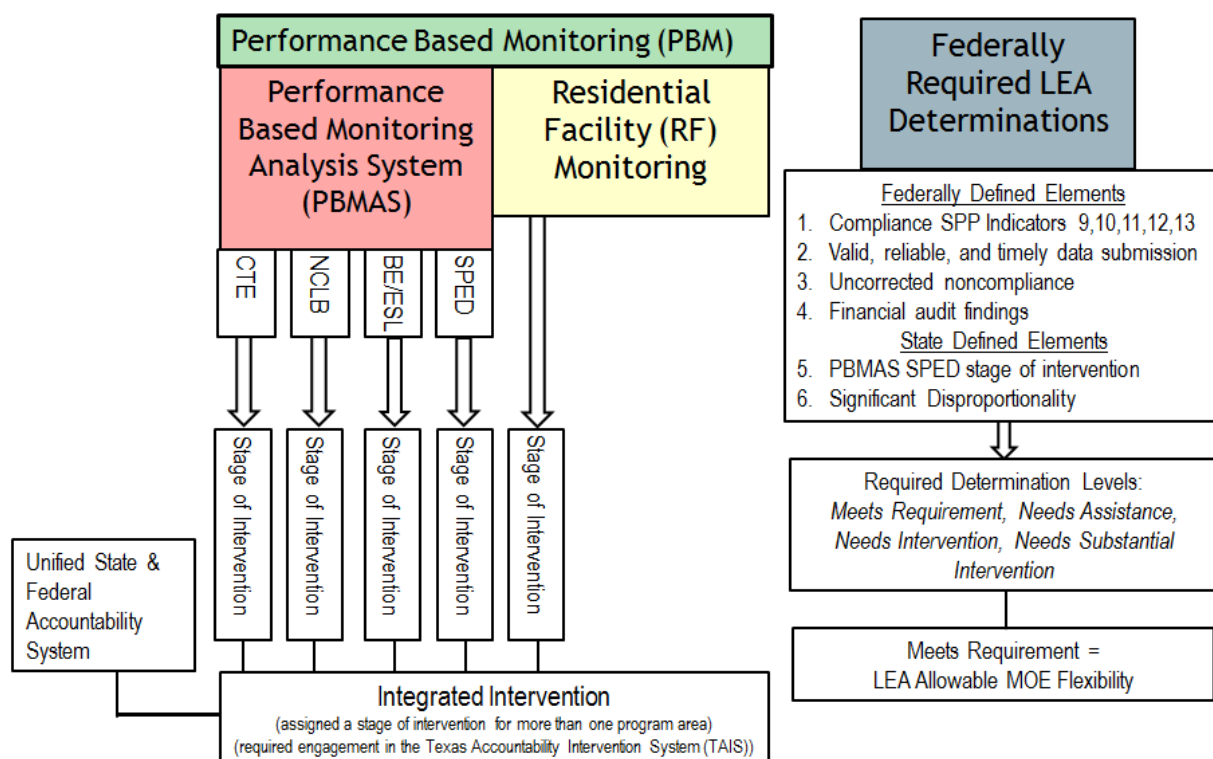 Performance Based Monitoring (PBM)
Performance
Based Monitoring
Analysis System
(PBMAS)
Residential
Facility (RF)
Monitoring
CTE
NCLB
BE/ESL
SPED
Stage of Intervention
Stage of Intervention
Stage of Intervention
Stage of Intervention
Stage of Intervention
Unified State &
Federal
Accountability
System
Integrated Intervention
(assigned a stage of intervention for more than one program area)
(required engagement in the Texas Accountability Intervention System (TAIS))
Federally
Required LEA
Determinations
Federally Defined Elements
1. Compliance SPP Indicators 9,10,11,12,13
2. Valid, reliable, and timely data submission
3. Uncorrected noncompliance
4. Financial audit findings
State Defined Elements
5. PBMAS SPED stage of intervention
6. Significant Disproportionality
Required Determination Levels:
Meets Requirement, Needs Assistance,
Needs Intervention, Needs Substantial
Intervention
Meets Requirement =
LEA Allowable MOE Flexibility